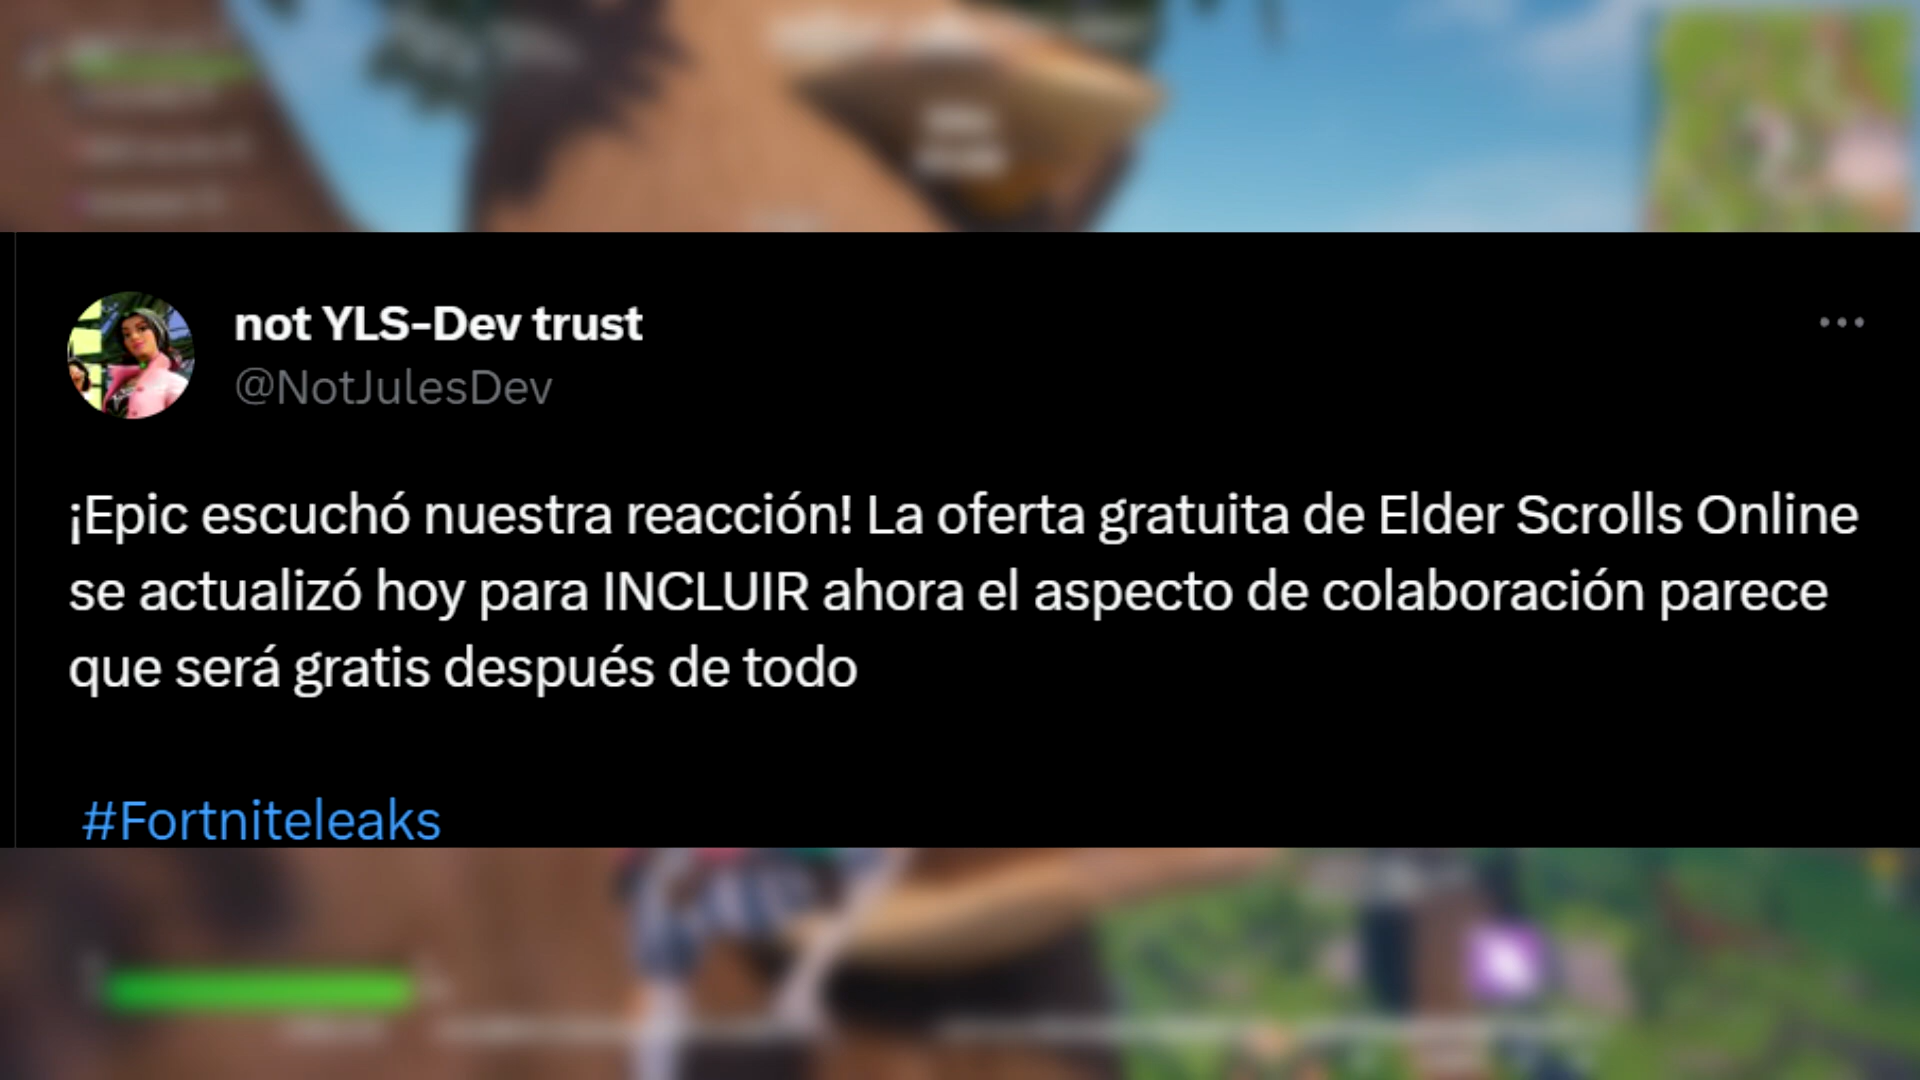 not YLS-Dev trust
@NotJulesDev
¡Epic escuchó nuestra reacción! La oferta gratuita de Elder Scrolls Online
se actualizó hoy para INCLUIR ahora el aspecto de colaboración parece
que será gratis después de todo
#Fortniteleaks